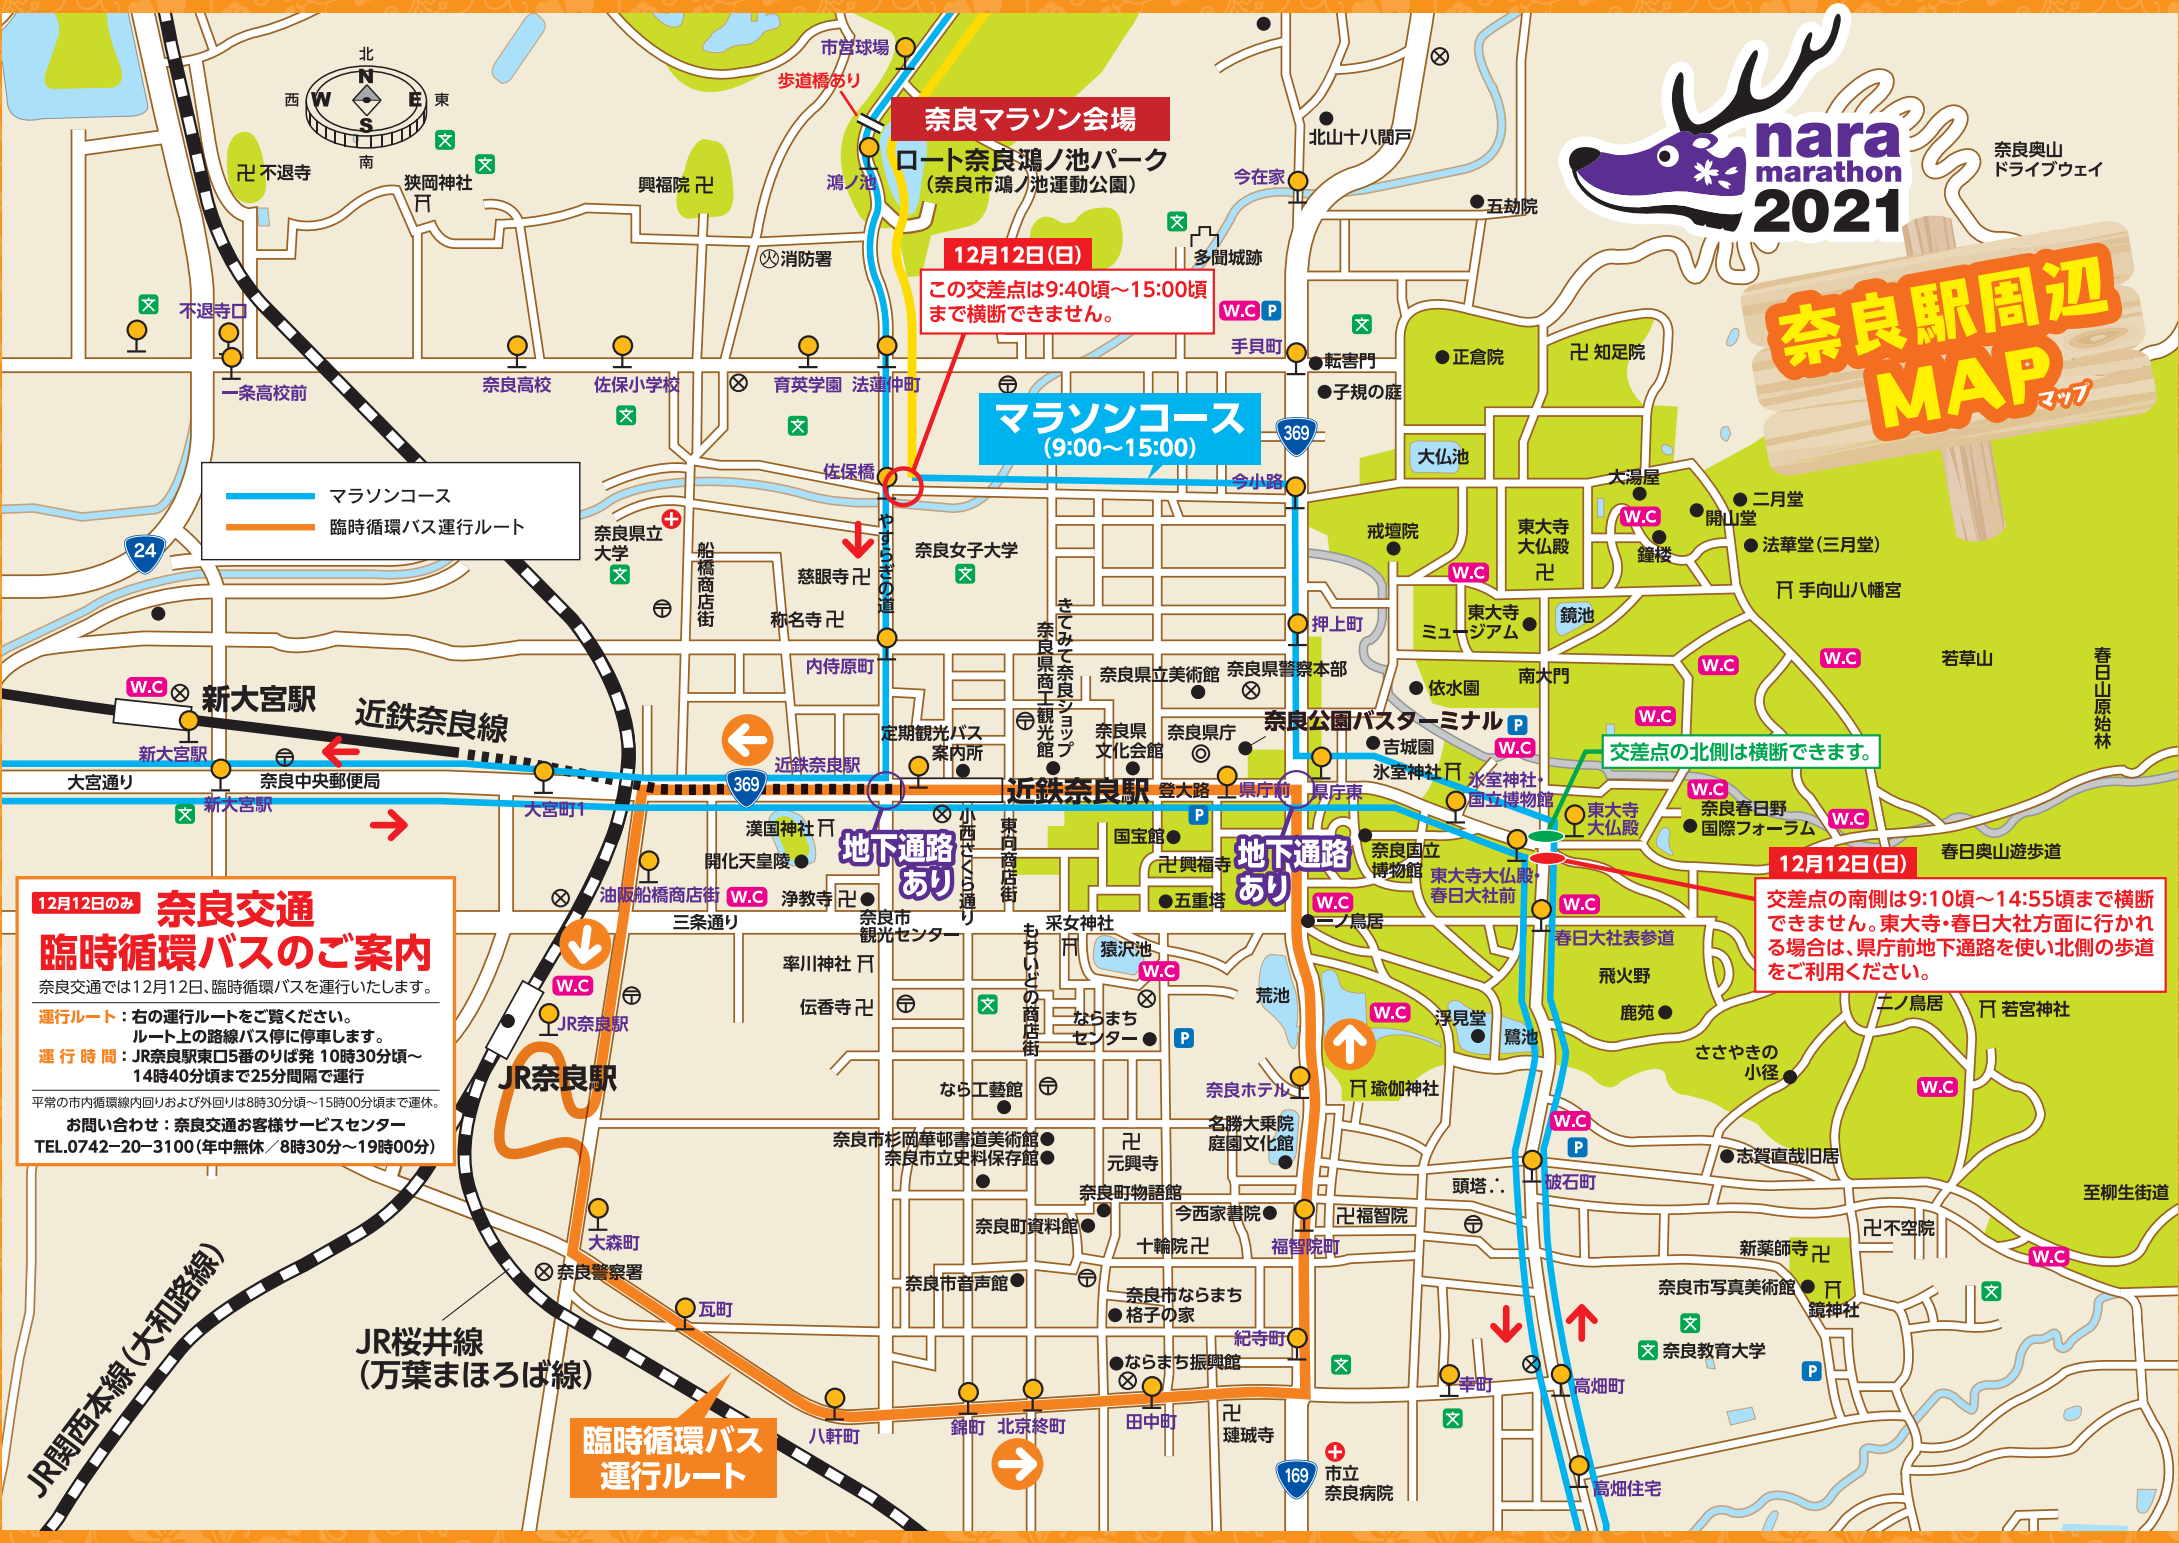 nara
marathon
2021
奈良駅周辺
MAP
マップ
北
N
西
W
E
東
S
南
市営球場
歩道橋あり
奈良マラソン会場
ロート奈良鴻ノ池パーク
(奈良市鴻ノ池運動公園)
鴻ノ池
不退寺
狭岡神社
興福院
消防署
北山十八間戸
今在家
五劫院
多聞城跡
奈良奥山
ドライブウェイ
12月12日(日)
この交差点は9:40頃〜15:00頃
まで横断できません。
W.C
P
不退寺口
一条高校前
奈良高校
佐保小学校
育英学園
法蓮仲町
手貝町
転害門
子規の庭
正倉院
知足院
マラソンコース
(9:00〜15:00)
369
マラソンコース
臨時循環バス運行ルート
24
佐保橋
今小路
大仏池
大湯屋
W.C
二月堂
開山堂
鐘楼
法華堂(三月堂)
手向山八幡宮
戒壇院
東大寺
大仏殿
W.C
奈良県立
大学
船橋商店街
やすらぎの道
奈良女子大学
慈眼寺
称名寺
内侍原町
きてみて奈良ショップ
奈良県商工観光館
押上町
東大寺
ミュージアム
鏡池
南大門
W.C
W.C
若草山
春日山原始林
奈良県立美術館
奈良県警察本部
依水園
W.C
新大宮駅
近鉄奈良線
新大宮駅
大宮通り
新大宮駅
奈良中央郵便局
大宮町1
369
近鉄奈良駅
定期観光バス
案内所
奈良県
文化会館
奈良県庁
奈良公園バスターミナル
P
W.C
吉城園
氷室神社
W.C
交差点の北側は横断できます。
近鉄奈良駅
登大路
県庁前
県庁東
氷室神社・
国立博物館
東大寺
大仏殿
W.C
奈良春日野
国際フォーラム
W.C
漢国神社
開化天皇陵
地下通路
あり
小西さくら通り
東向商店街
国宝館
P
興福寺
五重塔
地下通路
あり
奈良国立
博物館
東大寺大仏殿・
春日大社前
春日奥山遊歩道
12月12日(日)
交差点の南側は9:10頃〜14:55頃まで横断
できません。東大寺・春日大社方面に行かれ
る場合は、県庁前地下通路を使い北側の歩道
をご利用ください。
油阪船橋商店街
W.C
浄教寺
三条通り
奈良市
観光センター
采女神社
猿沢池
W.C
W.C
一ノ鳥居
W.C
春日大社表参道
飛火野
12月12日のみ
奈良交通
臨時循環バスのご案内
奈良交通では12月12日、臨時循環バスを運行いたします。
運行ルート：右の運行ルートをご覧ください。
ルート上の路線バス停に停車します。
運行時間：JR奈良駅東口5番のりば発 10時30分頃〜
14時40分頃まで25分間隔で運行
平常の市内循環線内回りおよび外回りは8時30分頃〜15時00分頃まで運休。
お問い合わせ：奈良交通お客様サービスセンター
TEL.0742−20−3100(年中無休／8時30分〜19時00分)
W.C
JR奈良駅
JR奈良駅
率川神社
伝香寺
もちいどの商店街
ならまち
センター
P
荒池
W.C
浮見堂
鷺池
鹿苑
二ノ鳥居
若宮神社
ささやきの
小径
W.C
奈良ホテル
瑜伽神社
なら工藝館
奈良市杉岡華邨書道美術館
奈良市立史料保存館
元興寺
名勝大乗院
庭園文化館
W.C
P
志賀直哉旧居
奈良町物語館
奈良町資料館
今西家書院
福智院
頭塔
破石町
至柳生街道
不空院
W.C
大森町
奈良警察署
十輪院
福智院町
新薬師寺
奈良市写真美術館
鏡神社
奈良市音声館
奈良市ならまち
格子の家
瓦町
紀寺町
ならまち振興館
奈良教育大学
P
JR桜井線
(万葉まほろば線)
JR関西本線(大和路線)
臨時循環バス
運行ルート
八軒町
錦町
北京終町
田中町
璉珹寺
幸町
高畑町
169
市立
奈良病院
高畑住宅